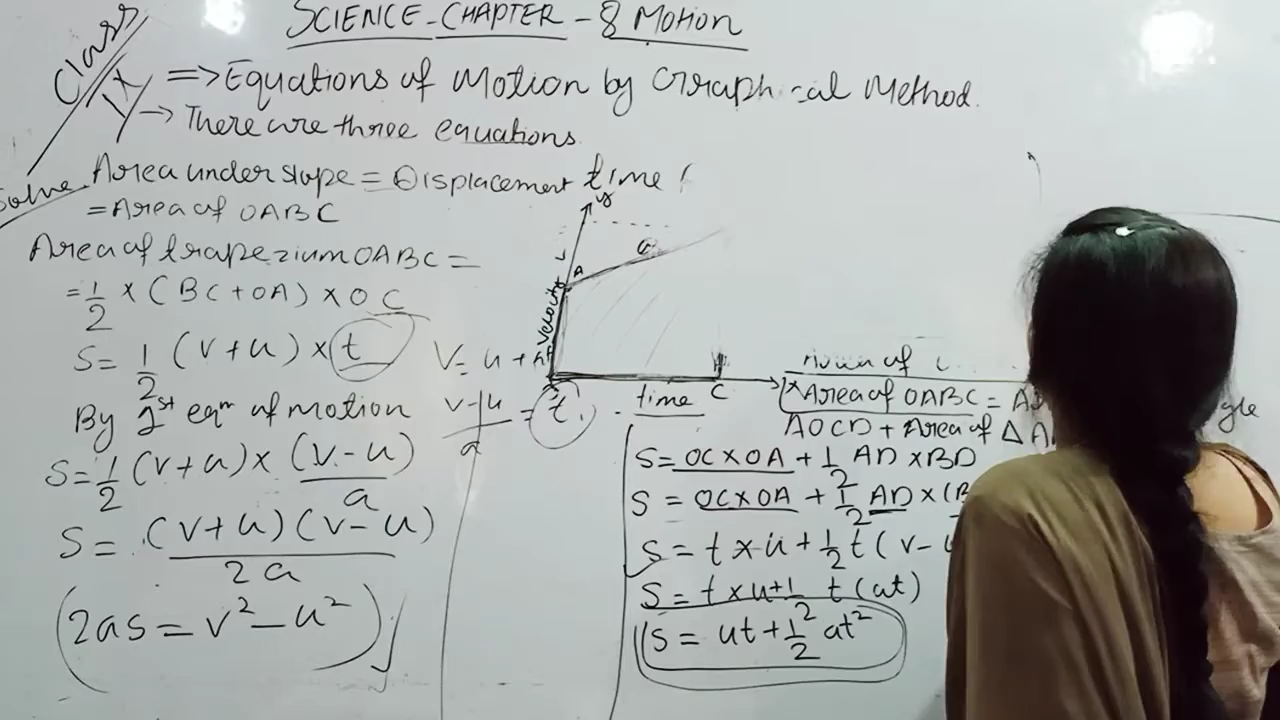 SCIENCE-CHAPTER-8 Motion
Class
IX
=> Equations of Motion by Graphical Method.
-> There are three equations.
Solve Area under slope = Displacement time
= Area of OABC
Area of trapezium OABC =
= 1/2 × (BC + OA) × OC
S = 1/2 (v + u) × t
By 1st eqn of motion
S = 1/2 (v + u) × (v - u)/a
S = (v + u)(v - u)/2a
2as = v² - u²
V = u +
v - u/a = t
y
A
Velocity
time C
Area of OABC =
AOCD + Area of Δ A
S = OC × OA + 1/2 AD × BD
S = OC × OA + 1/2 AD × (B
S = t × u + 1/2 t (v - u
S = t × u + 1/2 t (at)
S = ut + 1/2 at²